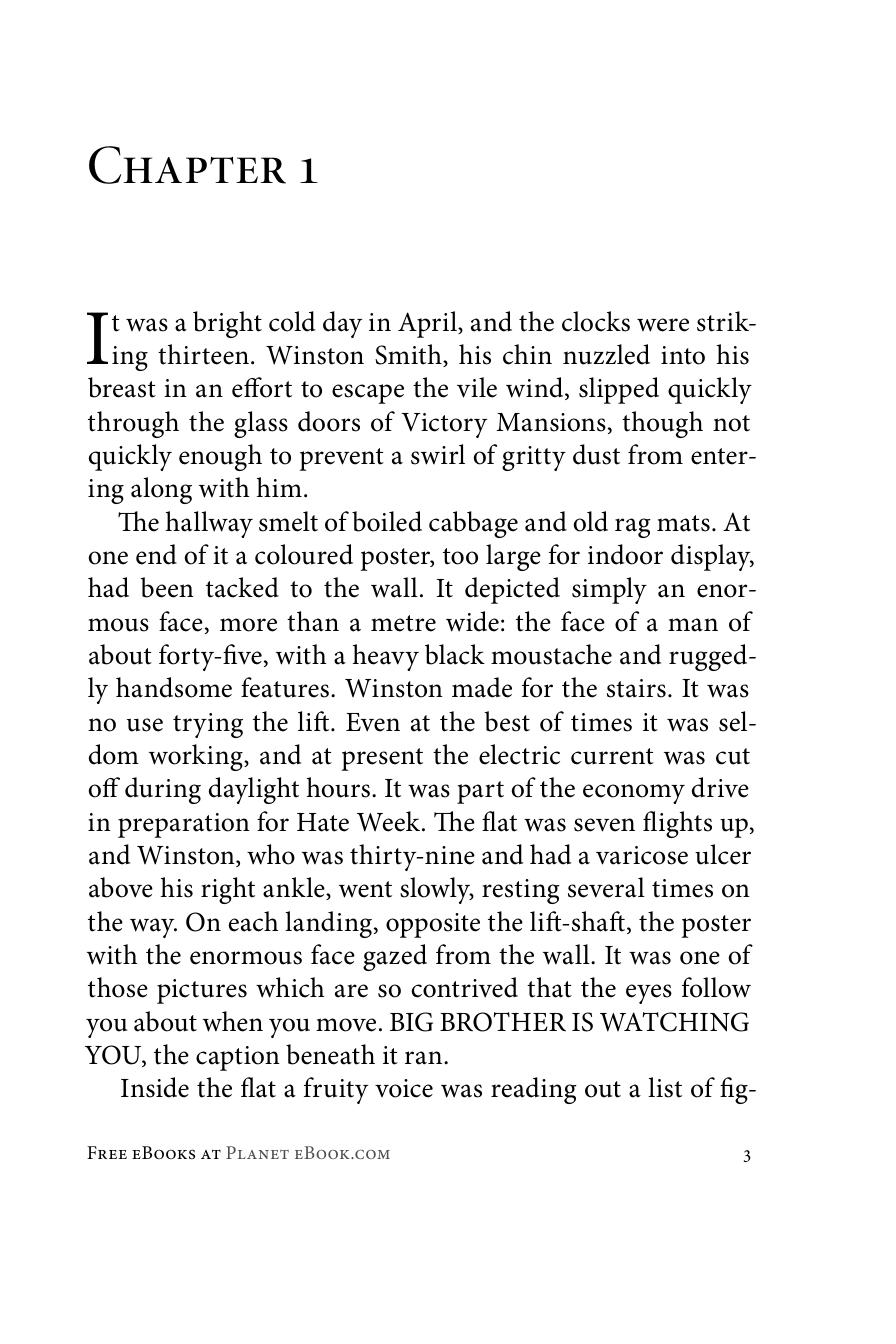 Chapter 1
It was a bright cold day in April, and the clocks were strik-
ing thirteen. Winston Smith, his chin nuzzled into his
breast in an effort to escape the vile wind, slipped quickly
through the glass doors of Victory Mansions, though not
quickly enough to prevent a swirl of gritty dust from enter-
ing along with him.
The hallway smelt of boiled cabbage and old rag mats. At
one end of it a coloured poster, too large for indoor display,
had been tacked to the wall. It depicted simply an enor-
mous face, more than a metre wide: the face of a man of
about forty-five, with a heavy black moustache and rugged-
ly handsome features. Winston made for the stairs. It was
no use trying the lift. Even at the best of times it was sel-
dom working, and at present the electric current was cut
off during daylight hours. It was part of the economy drive
in preparation for Hate Week. The flat was seven flights up,
and Winston, who was thirty-nine and had a varicose ulcer
above his right ankle, went slowly, resting several times on
the way. On each landing, opposite the lift-shaft, the poster
with the enormous face gazed from the wall. It was one of
those pictures which are so contrived that the eyes follow
you about when you move. BIG BROTHER IS WATCHING
YOU, the caption beneath it ran.
Inside the flat a fruity voice was reading out a list of fig-
Free eBooks at Planet eBook.com 3